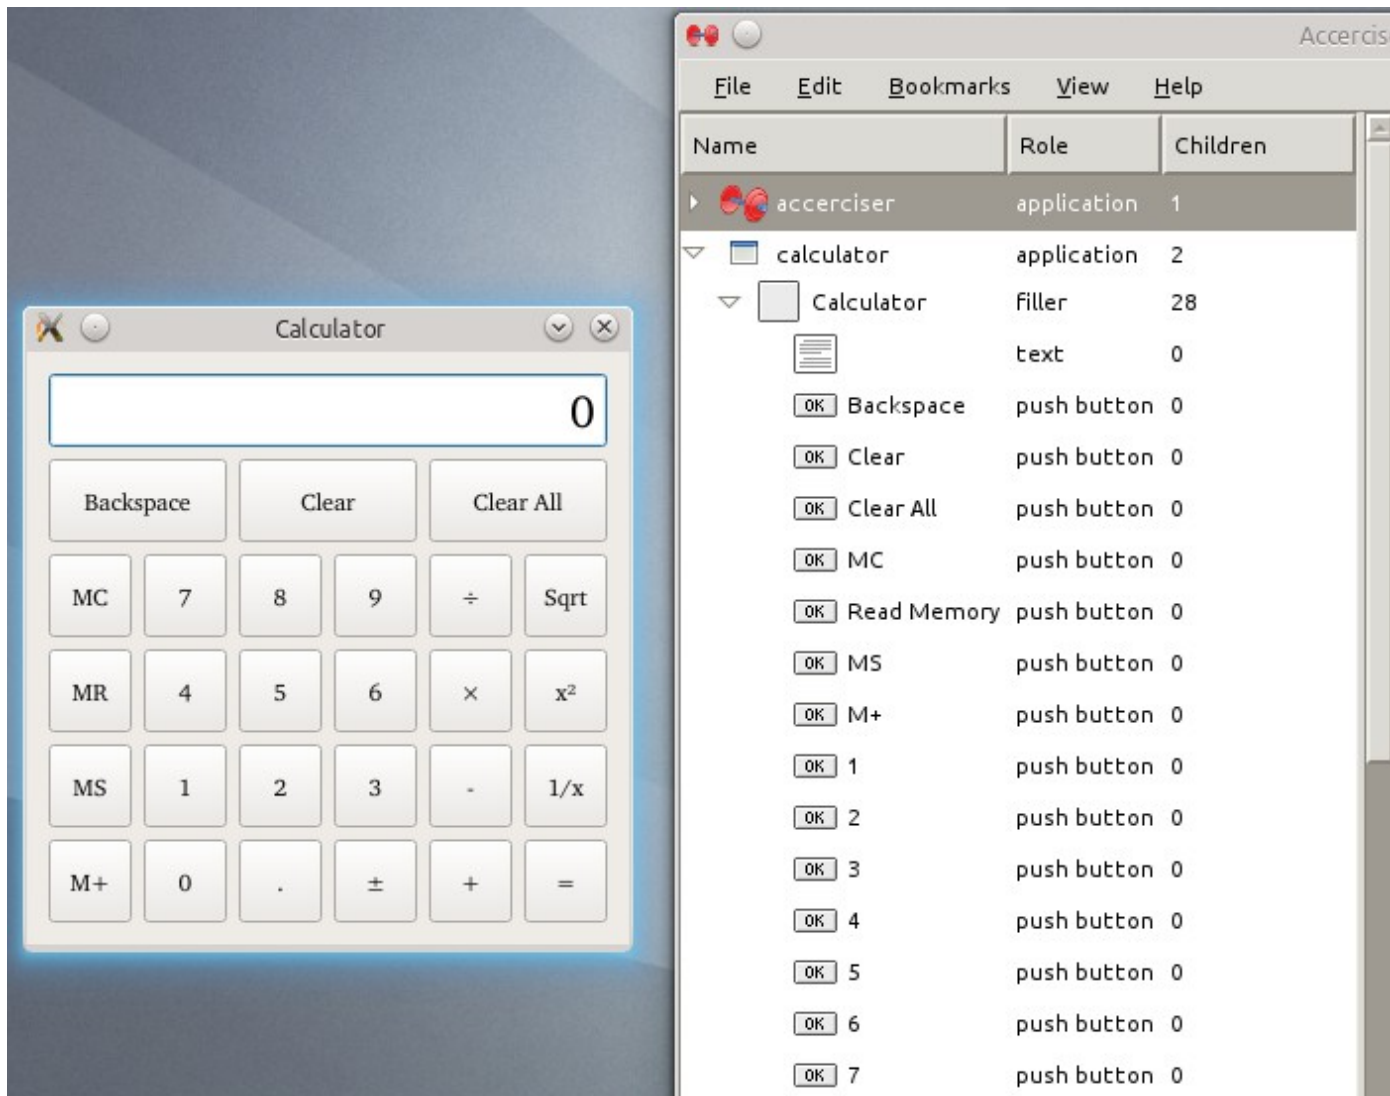 Calculator
0
Backspace Clear Clear All
MC 7 8 9 ÷ Sqrt
MR 4 5 6 × x²
MS 1 2 3 - 1/x
M+ 0 . ± + =
Accercis
File Edit Bookmarks View Help
Name Role Children
accerciser application 1
calculator application 2
Calculator filler 28
text 0
OK Backspace push button 0
OK Clear push button 0
OK Clear All push button 0
OK MC push button 0
OK Read Memory push button 0
OK MS push button 0
OK M+ push button 0
OK 1 push button 0
OK 2 push button 0
OK 3 push button 0
OK 4 push button 0
OK 5 push button 0
OK 6 push button 0
OK 7 push button 0